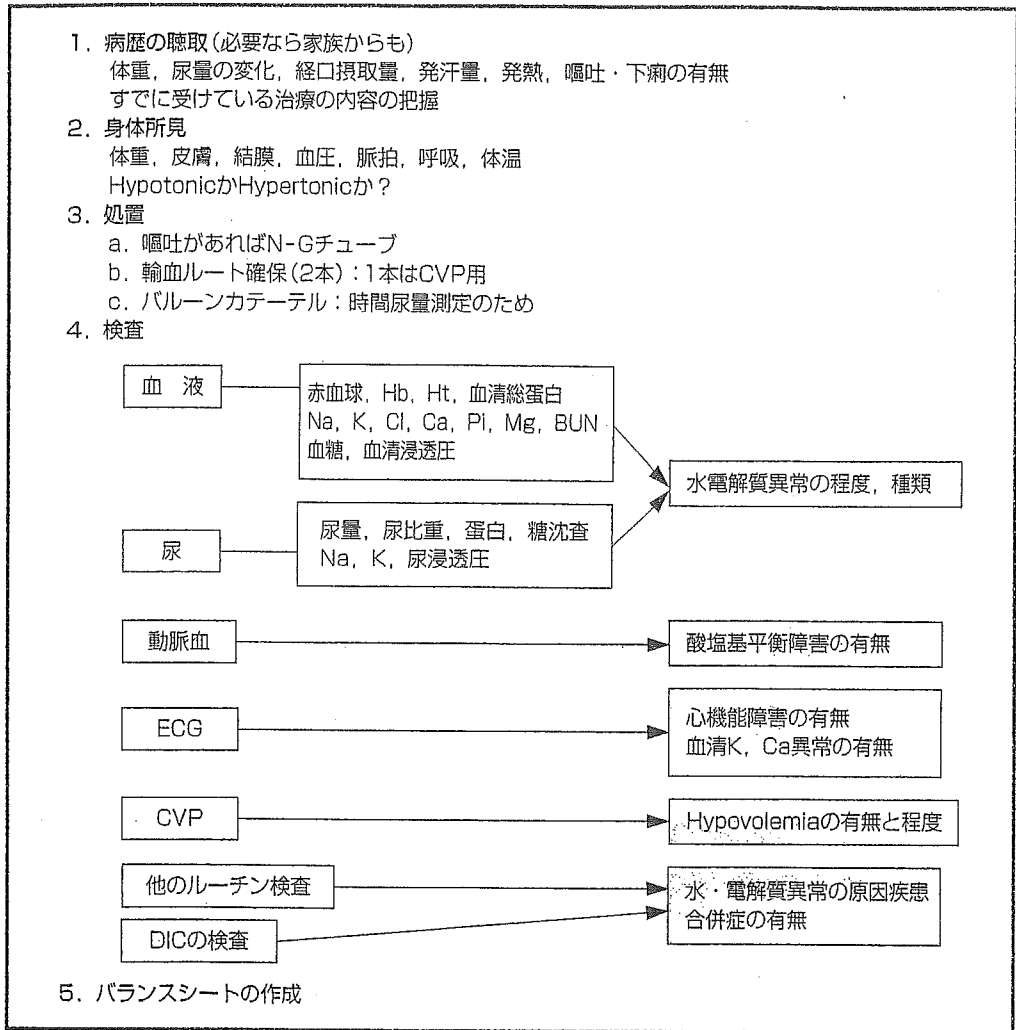 1. 病歴の聴取(必要なら家族からも)
体重, 尿量の変化, 経口摂取量, 発汗量, 発熱, 嘔吐・下痢の有無
すでに受けている治療の内容の把握
2. 身体所見
体重, 皮膚, 結膜, 血圧, 脈拍, 呼吸, 体温
HypotonicかHypertonicか?
3. 処置
a. 嘔吐があればN-Gチューブ
b. 輸血ルート確保(2本):1本はCVP用
c. バルーンカテーテル:時間尿量測定のため
4. 検査
血 液
赤血球, Hb, Ht, 血清総蛋白
Na, K, Cl, Ca, Pi, Mg, BUN
血糖, 血清浸透圧
水電解質異常の程度, 種類
尿
尿量, 尿比重, 蛋白, 糖沈査
Na, K, 尿浸透圧
動脈血
酸塩基平衡障害の有無
ECG
心機能障害の有無
血清K, Ca異常の有無
CVP
Hypovolemiaの有無と程度
他のルーチン検査
水・電解質異常の原因疾患
合併症の有無
DICの検査
5. バランスシートの作成